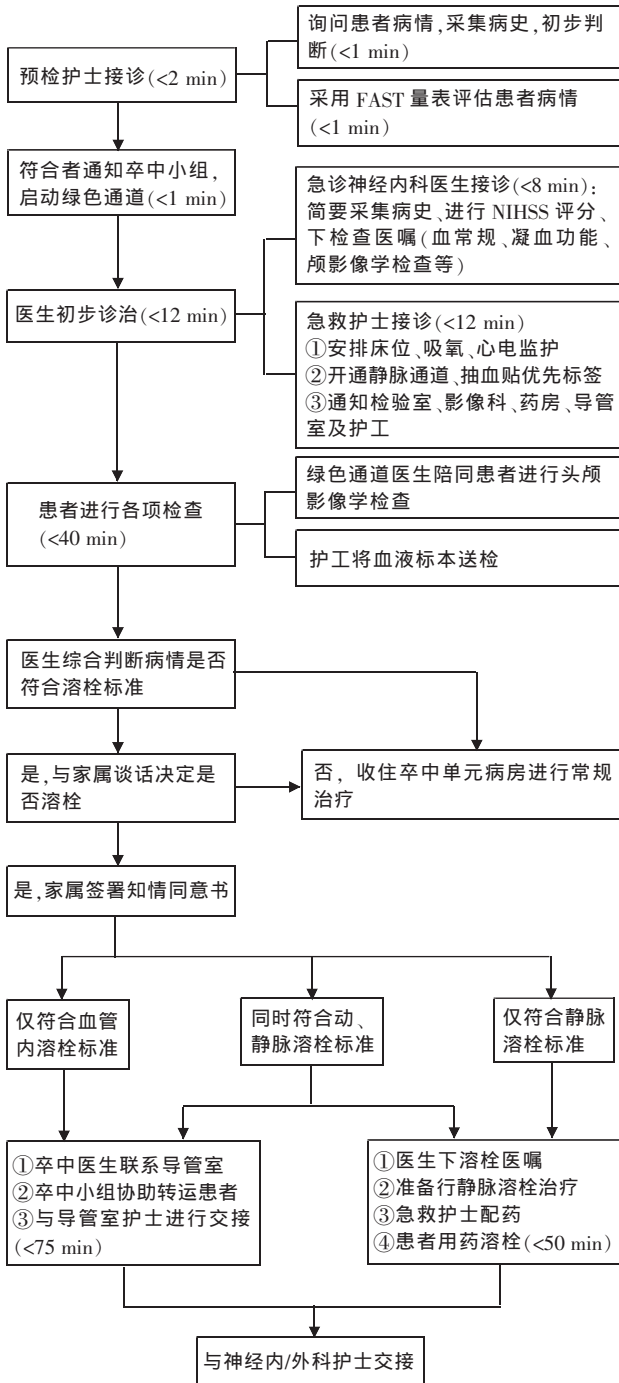 询问患者病情,采集病史,初步判
断(<1 min)
预检护士接诊(<2 min)
采用 FAST 量表评估患者病情
(<1 min)
符合者通知卒中小组,
启动绿色通道(<1 min)
急诊神经内科医生接诊(<8 min):
简要采集病史、进行 NIHSS 评分、
下检查医嘱(血常规、凝血功能、
颅影像学检查等)
医生初步诊治(<12 min)
急救护士接诊(<12 min)
①安排床位、吸氧、心电监护
②开通静脉通道、抽血贴优先标签
③通知检验室、影像科、药房、导管
室及护工
绿色通道医生陪同患者进行头颅
影像学检查
患者进行各项检查
(<40 min)
护工将血液标本送检
医生综合判断病情是否
符合溶栓标准
是,与家属谈话决定是
否溶栓
否，收住卒中单元病房进行常规
治疗
是,家属签署知情同意书
仅符合血管
内溶栓标准
同时符合动、
静脉溶栓标准
仅符合静脉
溶栓标准
①卒中医生联系导管室
②卒中小组协助转运患者
③与导管室护士进行交接
(<75 min)
①医生下溶栓医嘱
②准备行静脉溶栓治疗
③急救护士配药
④患者用药溶栓(<50 min)
与神经内/外科护士交接